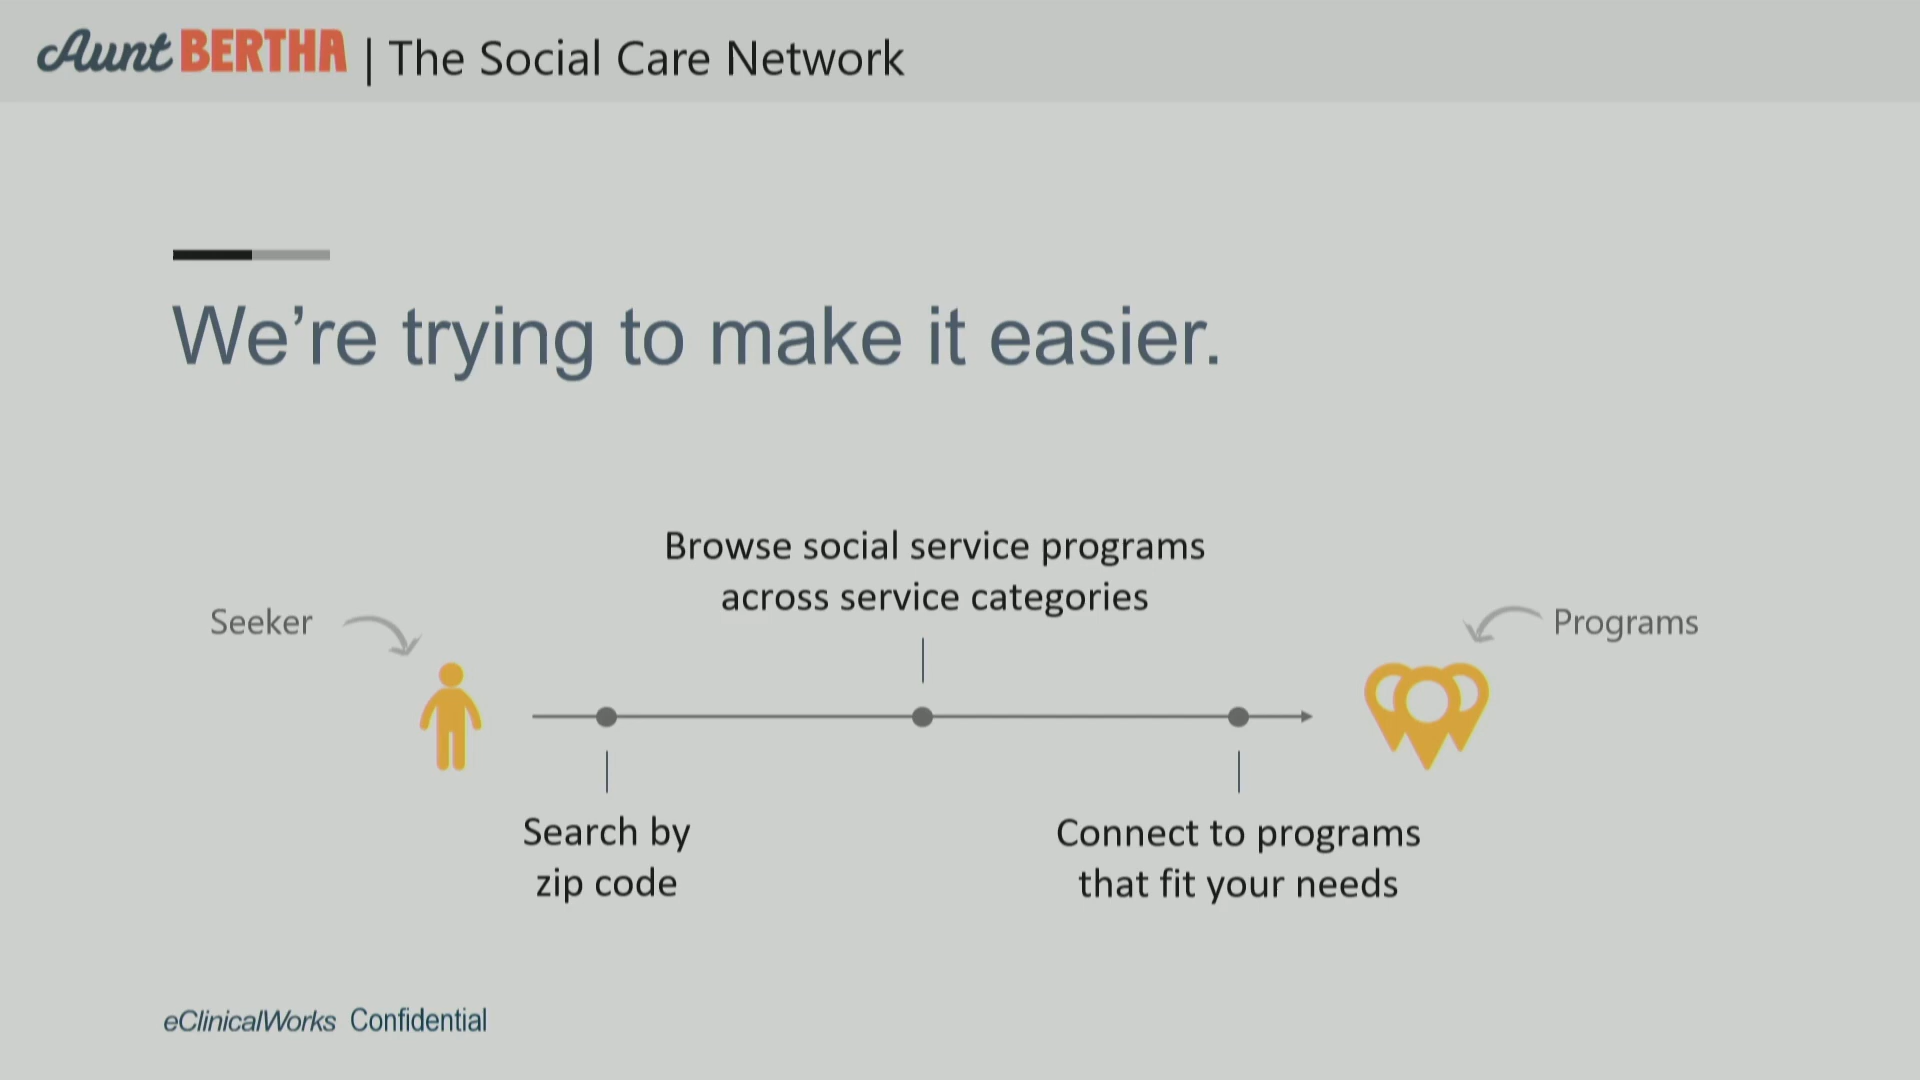 Aunt BERTHA | The Social Care Network
We're trying to make it easier.
Browse social service programs
across service categories
Seeker
Programs
Search by
zip code
Connect to programs
that fit your needs
eClinicalWorks Confidential